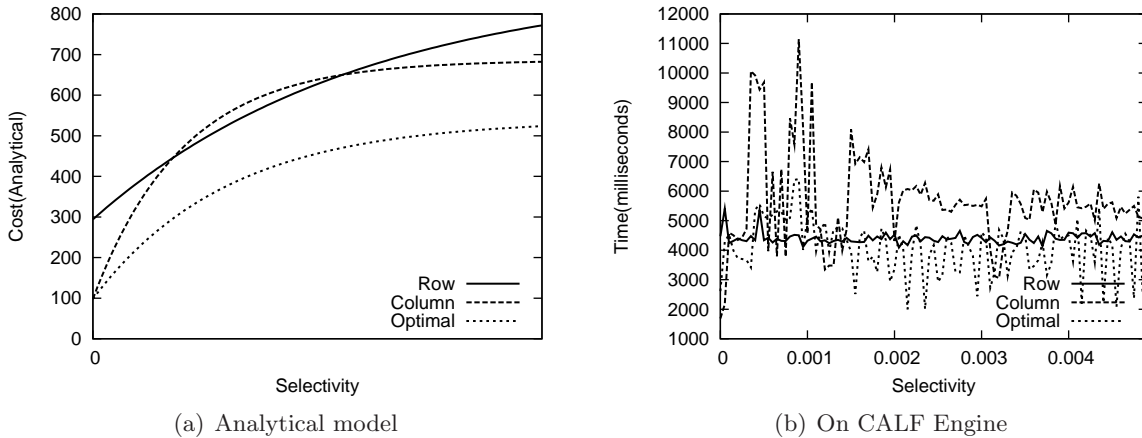 800
700
600
500
400
300
200
100
0
Cost(Analytical)
Row
Column
Optimal
0
Selectivity
(a) Analytical model
12000
11000
10000
9000
8000
7000
6000
5000
4000
3000
2000
1000
Time(milliseconds)
Row
Column
Optimal
0 0.001 0.002 0.003 0.004
Selectivity
(b) On CALF Engine